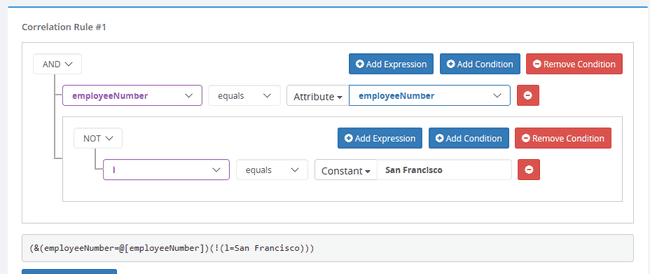 Correlation Rule #1
AND Add Expression Add Condition Remove Condition
employeeNumber equals Attribute employeeNumber
NOT Add Expression Add Condition Remove Condition
l equals Constant San Francisco
(&(employeeNumber=@[employeeNumber])(!(l=San Francisco)))